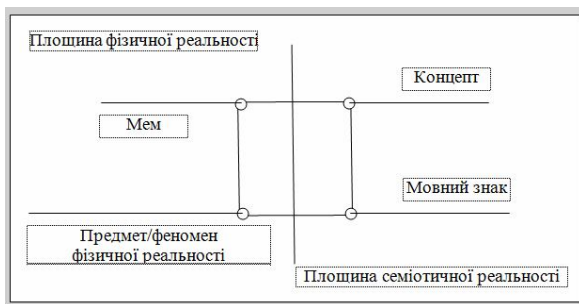 Площина фізичної реальності
Концепт
Мем
Мовний знак
Предмет/феномен
фізичної реальності
Площина семіотичної реальності